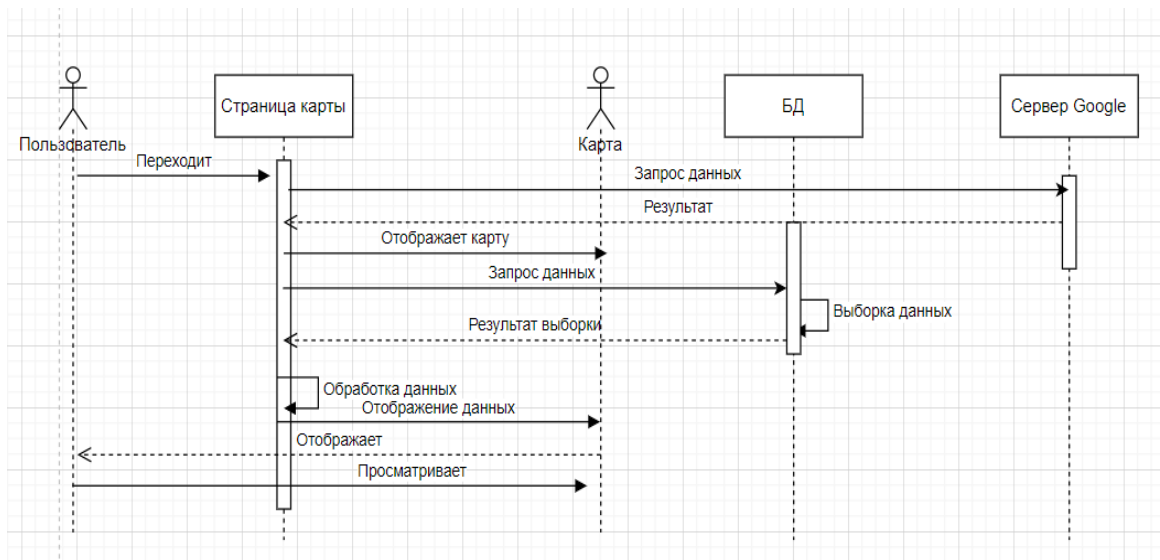 Страница карты
БД
Сервер Google
Пользователь
Карта
Переходит
Запрос данных
Результат
Отображает карту
Запрос данных
Выборка данных
Результат выборки
Обработка данных
Отображение данных
Отображает
Просматривает